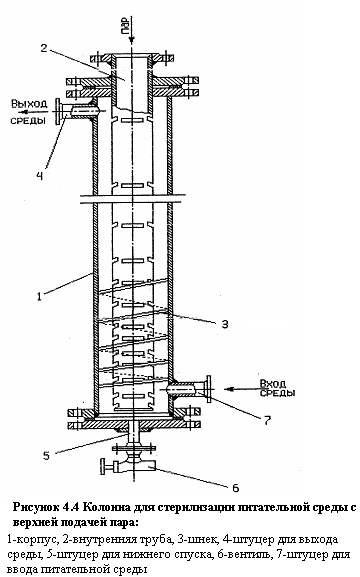 пар
2
Выход
среды
4
1
3
Вход
среды
7
5
6
Рисунок 4.4 Колонна для стерилизации питательной среды с
верхней подачей пара:
1-корпус, 2-внутренняя труба, 3-шнек, 4-штуцер для выхода
среды, 5-штуцер для нижнего спуска, 6-вентиль, 7-штуцер для
ввода питательной среды